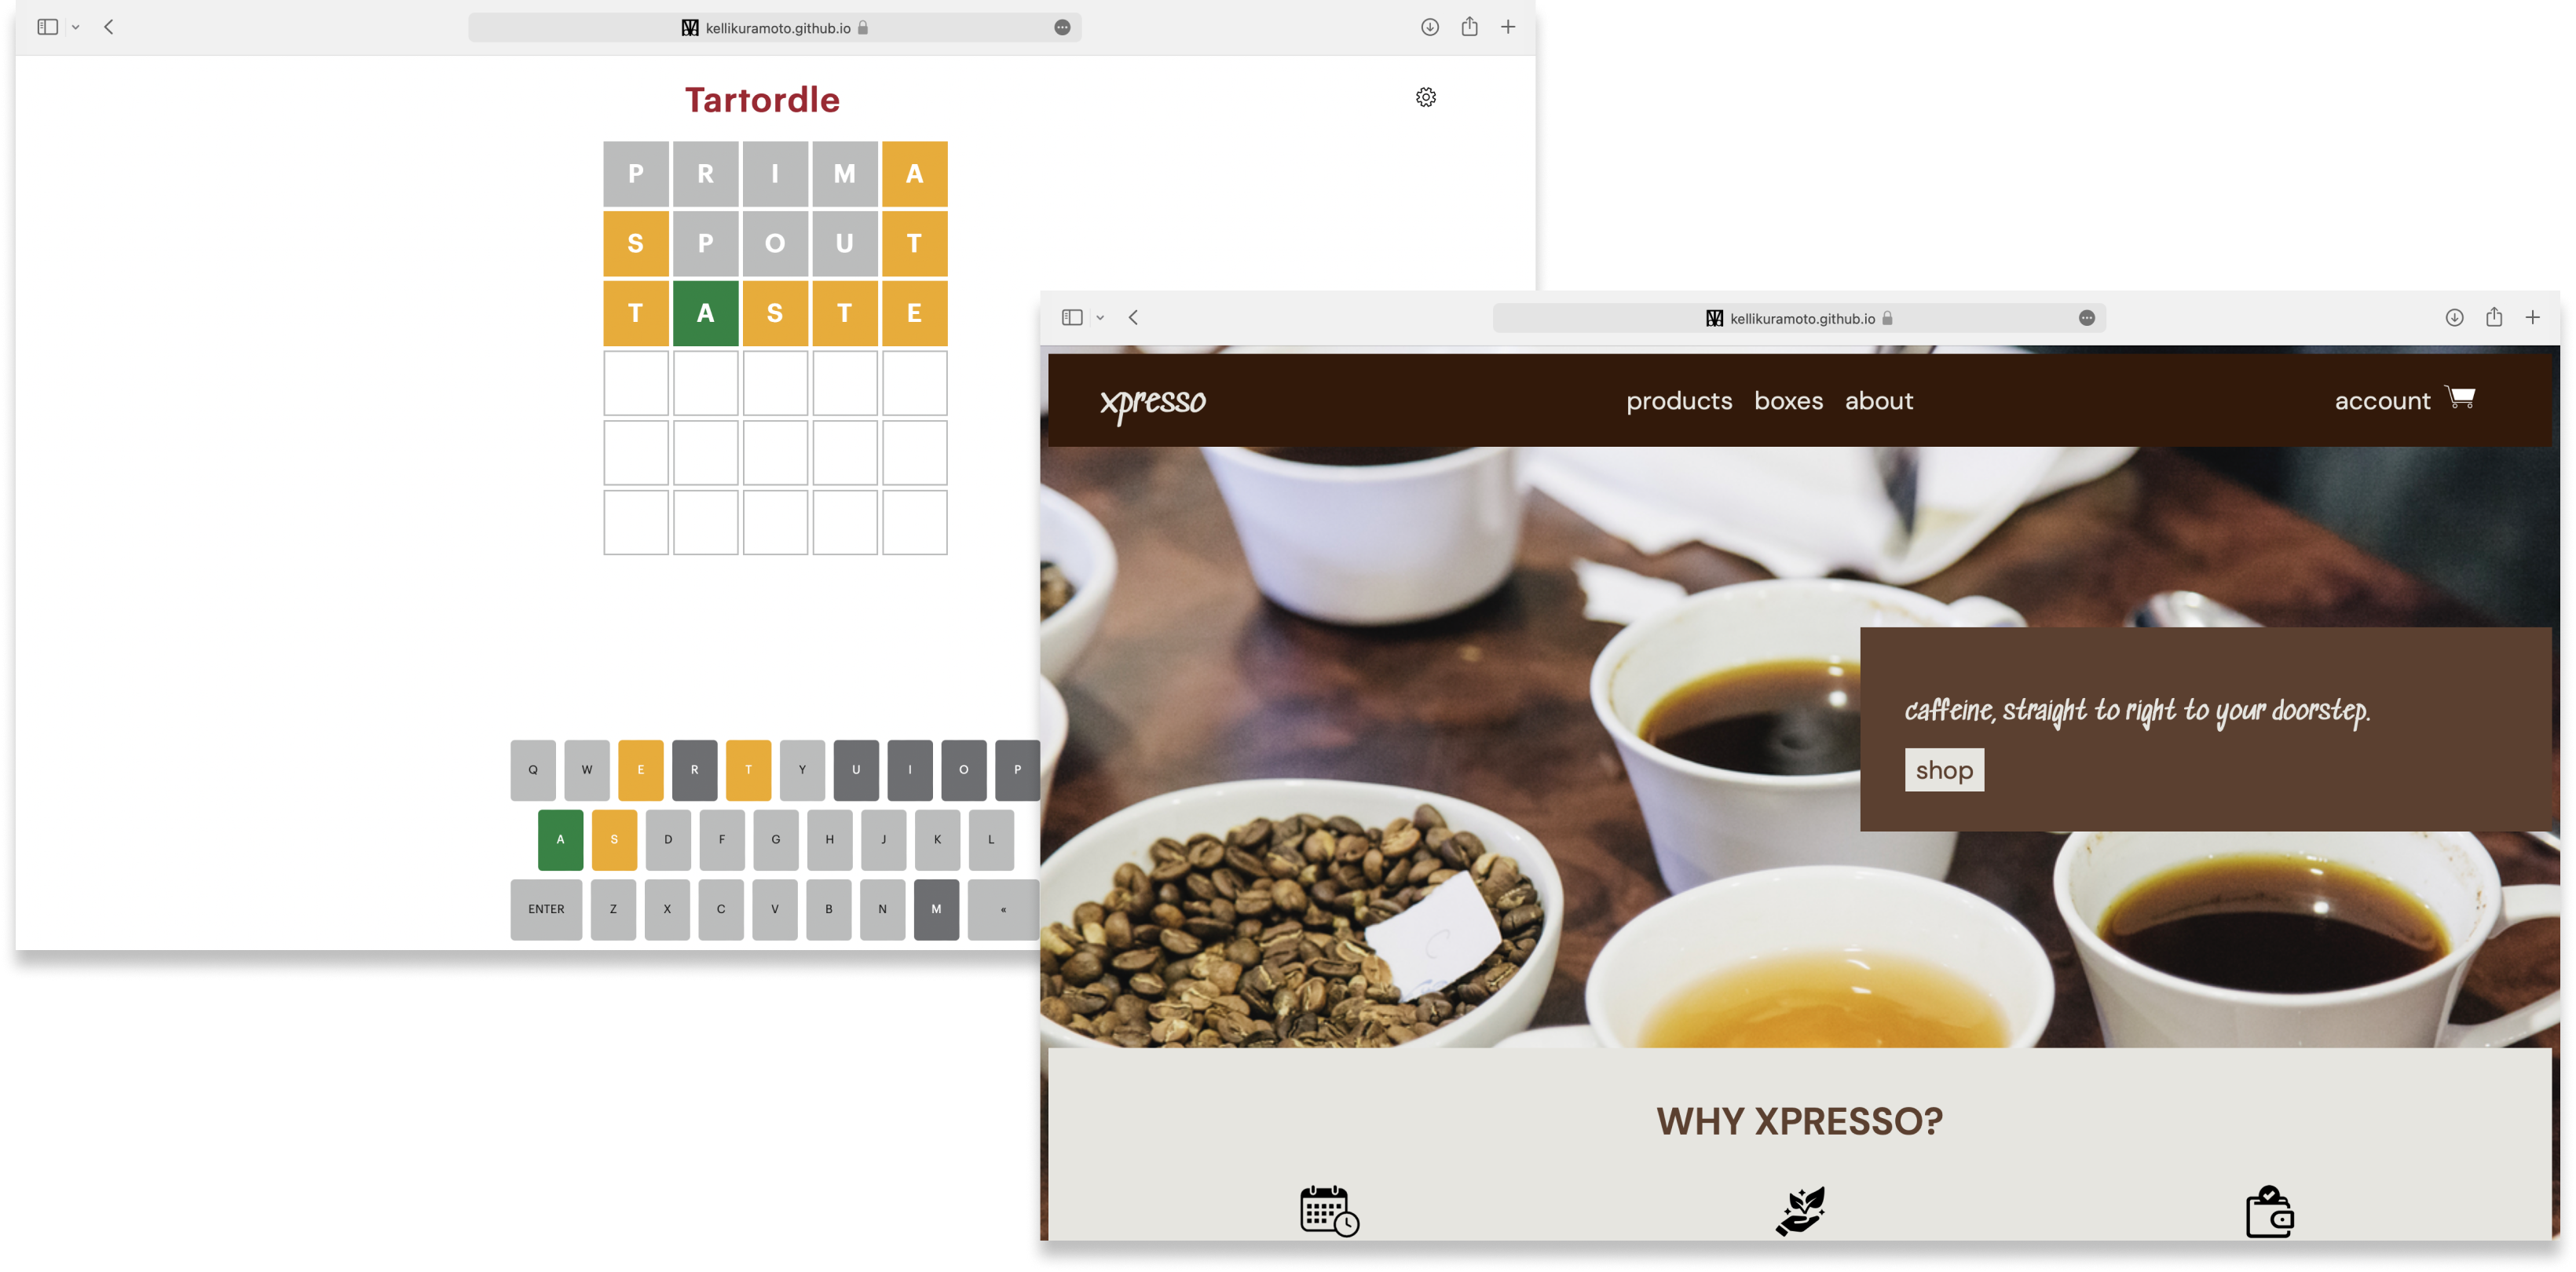 kellikuramoto.github.io
Tartordle
P R I M A
S P O U T
T A S T E
Q W E R T Y U I O P
A S D F G H J K L
ENTER Z X C V B N M «
kellikuramoto.github.io
xpresso products boxes about account
caffeine, straight to right to your doorstep.
shop
WHY XPRESSO?